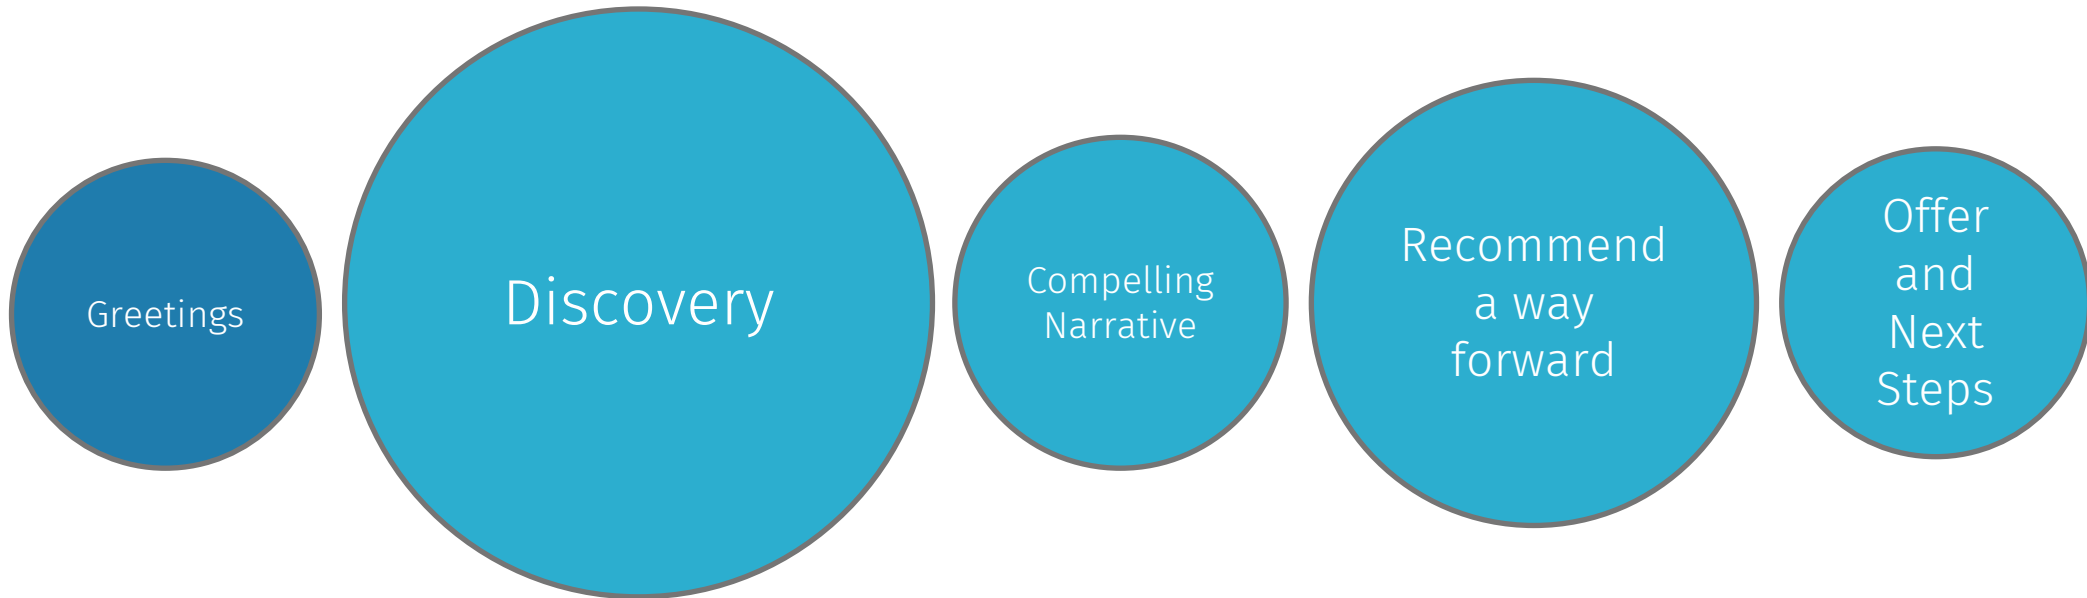 Greetings
Discovery
Compelling
Narrative
Recommend
a way
forward
Offer
and
Next
Steps